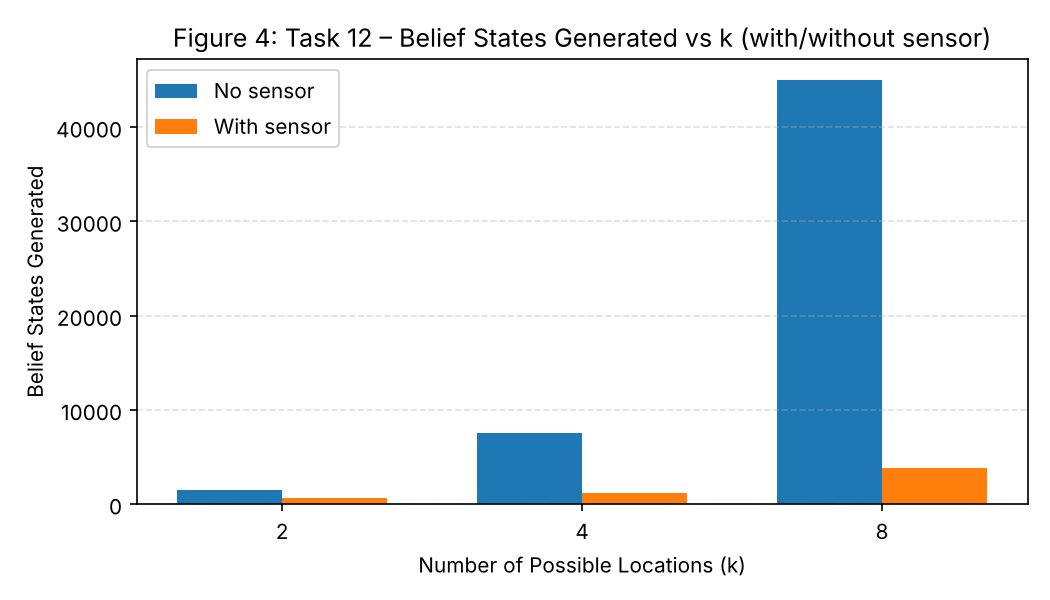 Figure 4: Task 12 – Belief States Generated vs k (with/without sensor)
No sensor
With sensor
Belief States Generated
40000
30000
20000
10000
0
2
4
8
Number of Possible Locations (k)